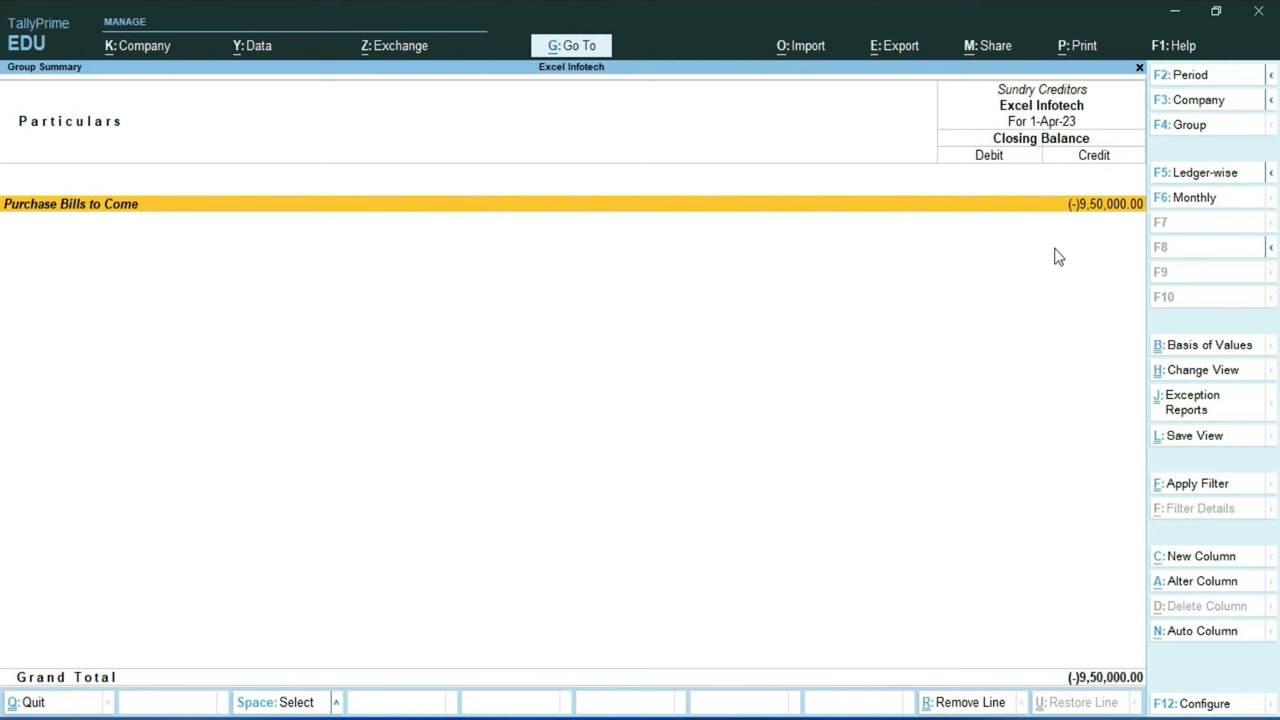 TallyPrime
EDU
MANAGE
K: Company
Y: Data
Z: Exchange
G: Go To
O: Import
E: Export
M: Share
P: Print
F1: Help
Group Summary
Excel Infotech
x
Particulars
Sundry Creditors
Excel Infotech
For 1-Apr-23
Closing Balance
Debit Credit
Purchase Bills to Come (-)9,50,000.00
Grand Total (-)9,50,000.00
F2: Period
F3: Company
F4: Group
F5: Ledger-wise
F6: Monthly
F7
F8
F9
F10
B: Basis of Values
H: Change View
J: Exception
Reports
L: Save View
E: Apply Filter
F: Filter Details
C: New Column
A: Alter Column
D: Delete Column
N: Auto Column
Q: Quit
Space: Select
R: Remove Line
U: Restore Line
F12: Configure